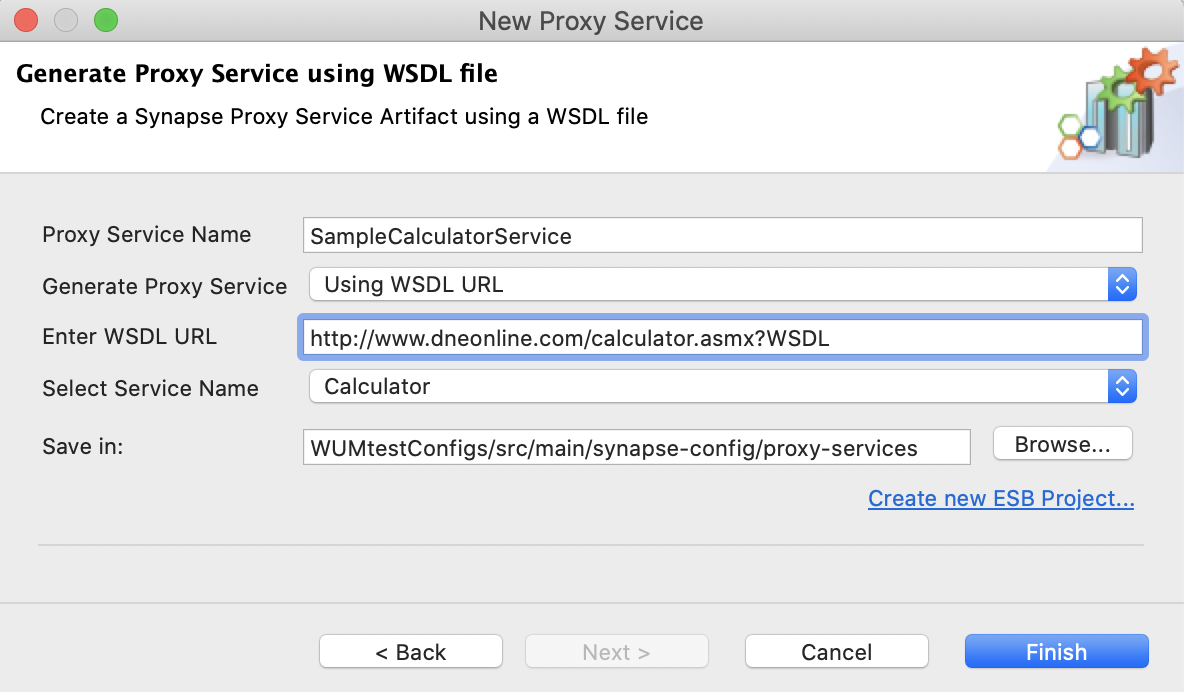 New Proxy Service
Generate Proxy Service using WSDL file
Create a Synapse Proxy Service Artifact using a WSDL file
Proxy Service Name SampleCalculatorService
Generate Proxy Service Using WSDL URL
Enter WSDL URL http://www.dneonline.com/calculator.asmx?WSDL
Select Service Name Calculator
Save in: WUMtestConfigs/src/main/synapse-config/proxy-services Browse...
Create new ESB Project...
< Back Next > Cancel Finish